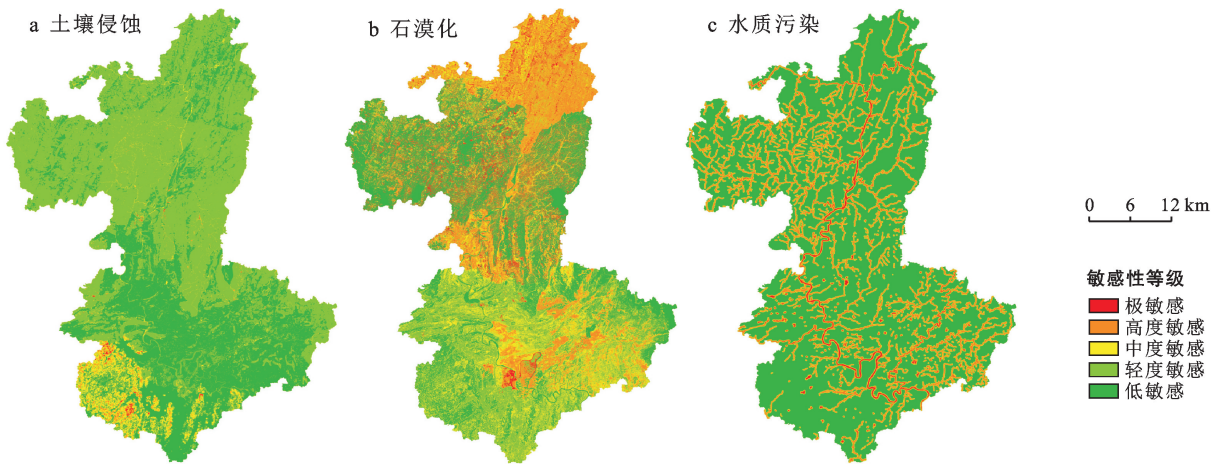 a 土壤侵蚀
b 石漠化
c 水质污染
0 6 12 km
敏感性等级
极敏感
高度敏感
中度敏感
轻度敏感
低敏感